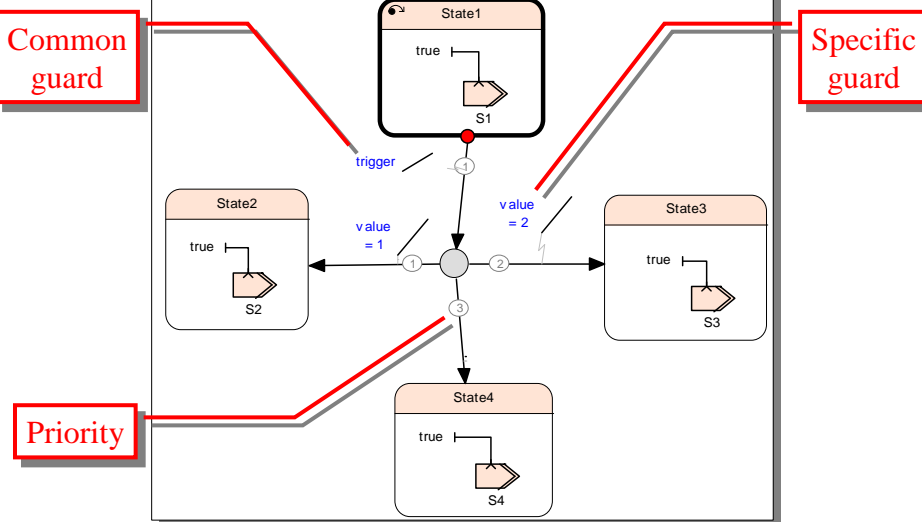 Common
guard
Specific
guard
State1
true
S1
trigger
1
value
= 2
value
= 1
State2
true
S2
1
2
State3
true
S3
3
Priority
State4
true
S4